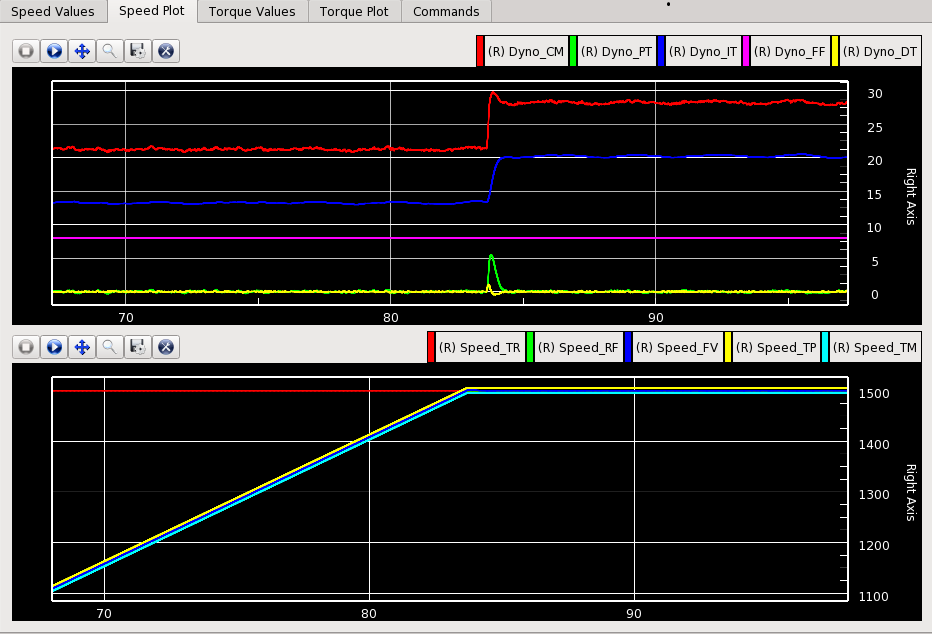 Speed Values Speed Plot Torque Values Torque Plot Commands
(R) Dyno_CM (R) Dyno_PT (R) Dyno_IT (R) Dyno_FF (R) Dyno_DT
30
25
20
15
10
5
0
Right Axis
70 80 90
(R) Speed_TR (R) Speed_RF (R) Speed_FV (R) Speed_TP (R) Speed_TM
1500
1400
1300
1200
1100
Right Axis
70 80 90